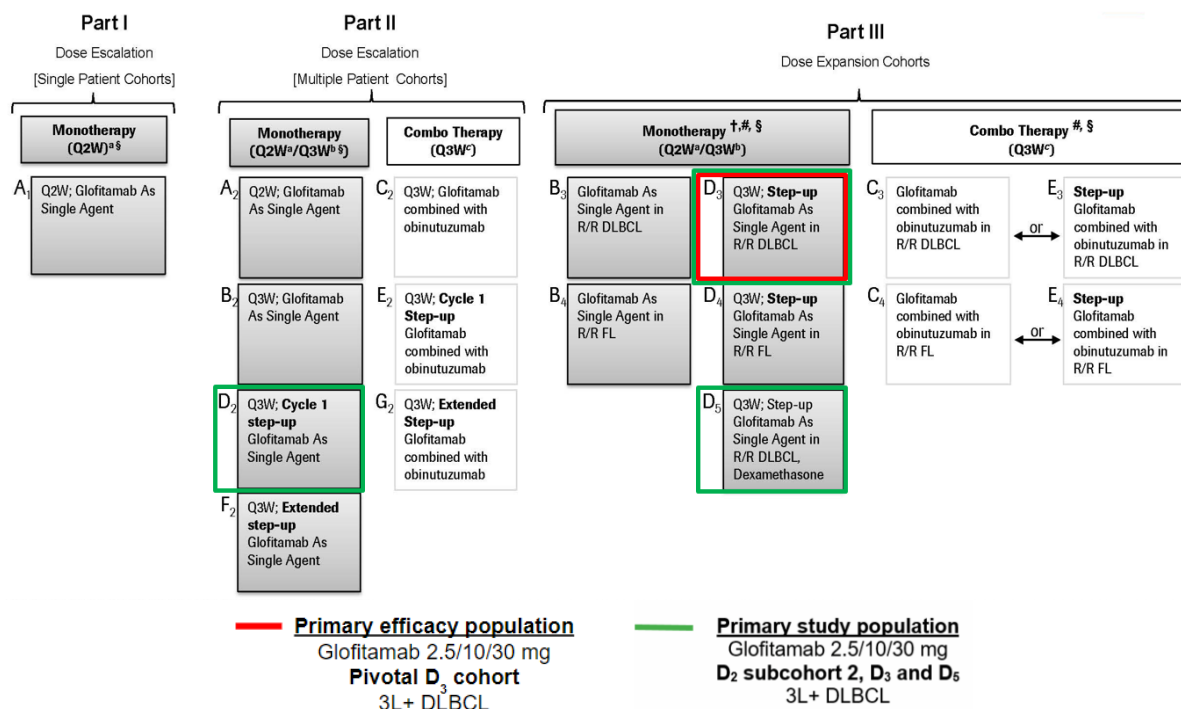 Part I
Dose Escalation
[Single Patient Cohorts]
Monotherapy
(Q2W)a §
A1
Q2W; Glofitamab As
Single Agent
Part II
Dose Escalation
[Multiple Patient Cohorts]
Monotherapy
(Q2Wa/Q3Wb §)
A2
Q2W; Glofitamab
As Single Agent
B2
Q3W; Glofitamab
As Single Agent
D2
Q3W; Cycle 1
step-up
Glofitamab As
Single Agent
F2
Q3W; Extended
step-up
Glofitamab As
Single Agent
Combo Therapy
(Q3Wc)
C2
Q3W; Glofitamab
combined with
obinutuzumab
E2
Q3W; Cycle 1
Step-up
Glofitamab
combined with
obinutuzumab
G2
Q3W; Extended
Step-up
Glofitamab
combined with
obinutuzumab
Part III
Dose Expansion Cohorts
Monotherapy †,#, §
(Q2Wa/Q3Wb)
B3
Glofitamab As
Single Agent in
R/R DLBCL
D3
Q3W; Step-up
Glofitamab As
Single Agent in
R/R DLBCL
B4
Glofitamab As
Single Agent in
R/R FL
D4
Q3W; Step-up
Glofitamab As
Single Agent in
R/R FL
D5
Q3W; Step-up
Glofitamab As
Single Agent in
R/R DLBCL,
Dexamethasone
Combo Therapy #, §
(Q3Wc)
C3
Glofitamab
combined with
obinutuzumab in
R/R DLBCL
or
E3
Step-up
Glofitamab
combined with
obinutuzumab in
R/R DLBCL
C4
Glofitamab
combined with
obinutuzumab in
R/R FL
or
E4
Step-up
Glofitamab
combined with
obinutuzumab in
R/R FL
Primary efficacy population
Glofitamab 2.5/10/30 mg
Pivotal D3 cohort
3L+ DLBCL
Primary study population
Glofitamab 2.5/10/30 mg
D2 subcohort 2, D3 and D5
3L+ DLBCL